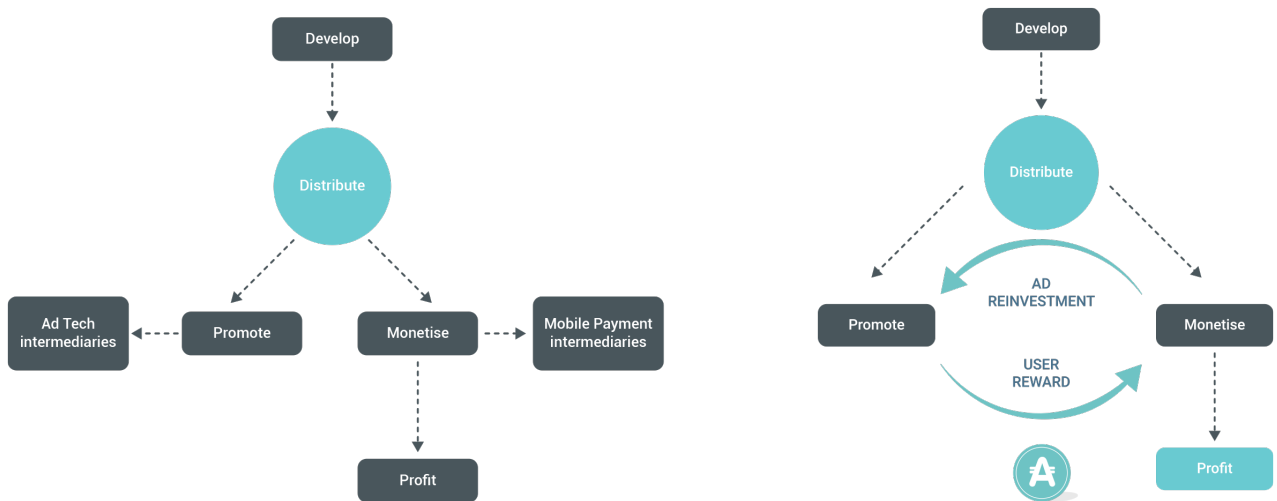 Develop
Distribute
Ad Tech
intermediaries
Promote
Monetise
Mobile Payment
intermediaries
Profit
Develop
Distribute
AD
REINVESTMENT
Promote
Monetise
USER
REWARD
Profit